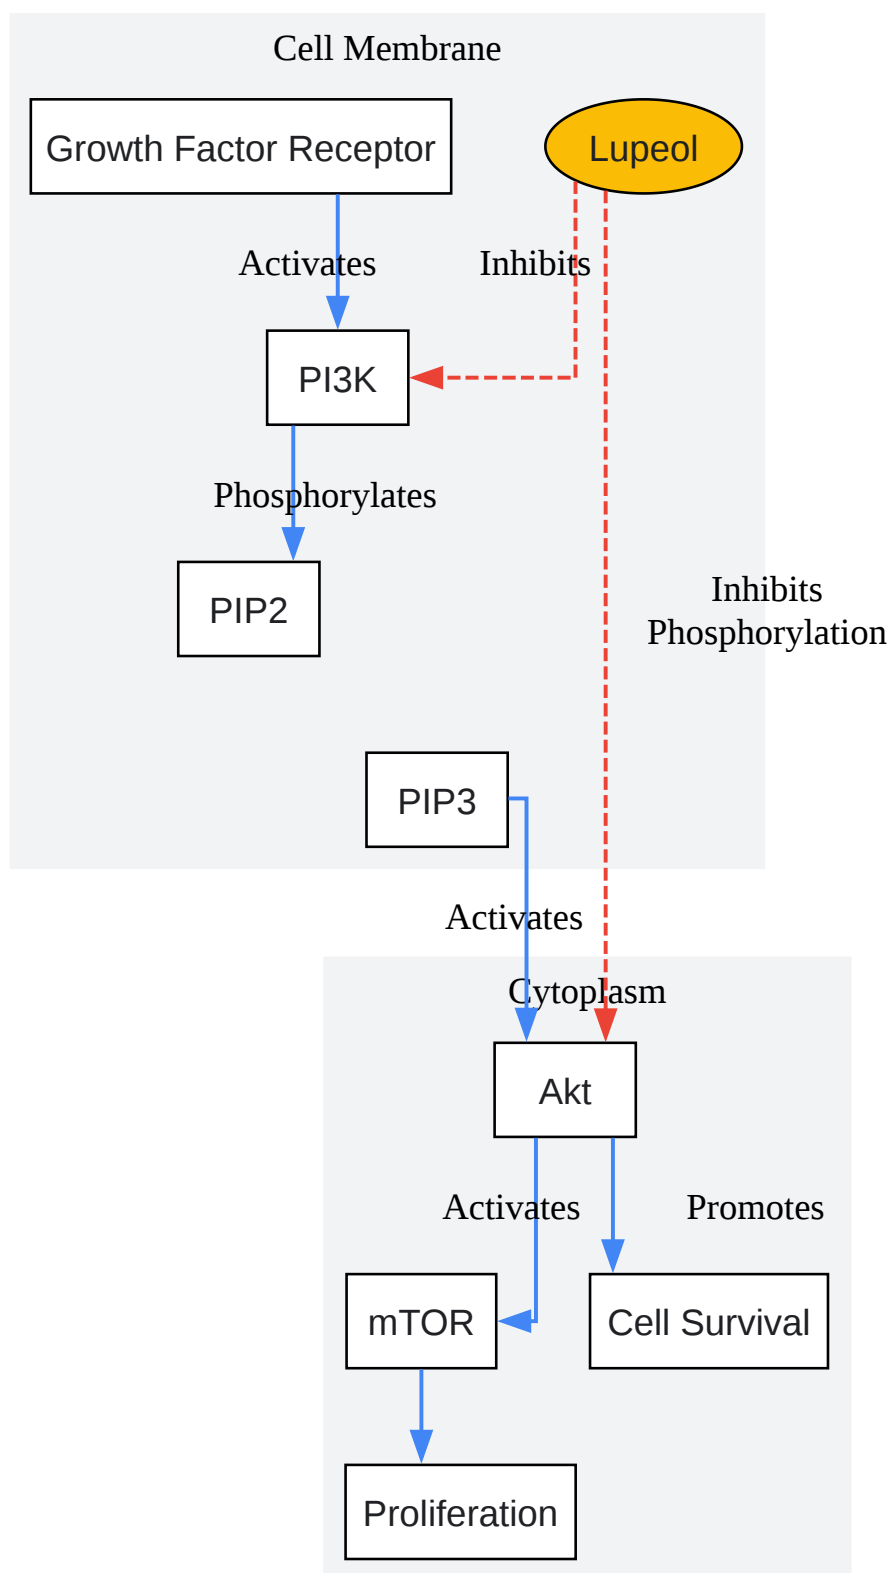 Cell Membrane
Growth Factor Receptor
Lupeol
Activates
Inhibits
PI3K
Phosphorylates
PIP2
Inhibits
Phosphorylation
PIP3
Activates
Cytoplasm
Akt
Activates
Promotes
mTOR
Cell Survival
Proliferation